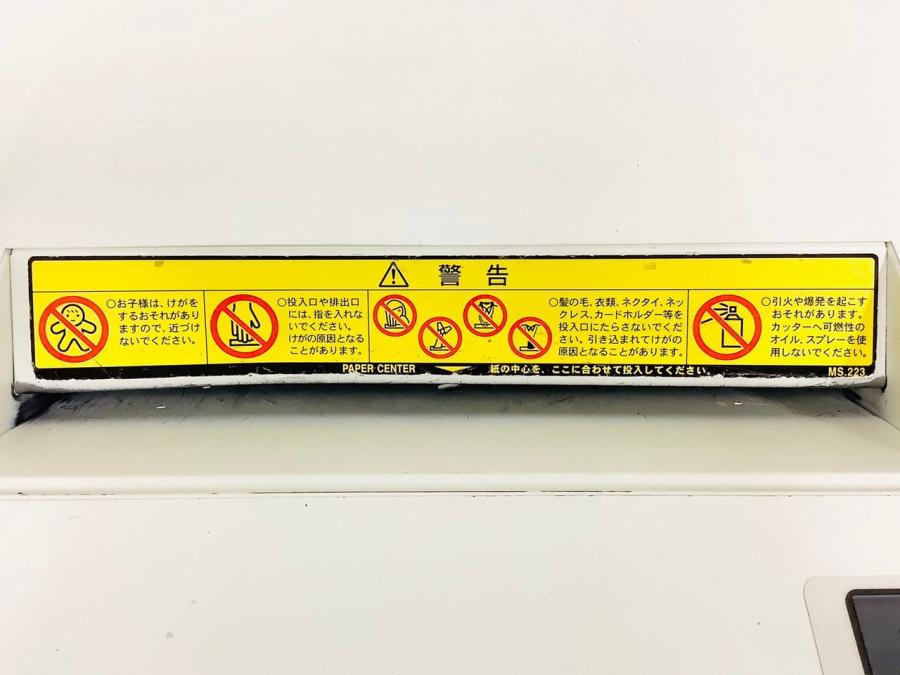 警告
○お子様は、けがを
するおそれがあり
ますので、近づけ
ないでください。
○投入口や排出口
には、指を入れな
いでください。
けがの原因となる
ことがあります。
○髪の毛、衣類、ネクタイ、ネッ
クレス、カードホルダー等を
投入口にたらさないでくだ
さい。引き込まれてけがの
原因となることがあります。
○引火や爆発を起こす
おそれがあります。
カッターへ可燃性の
オイル、スプレーを使
用しないでください。
PAPER CENTER 紙の中心を、ここに合わせて投入してください。 MS.223